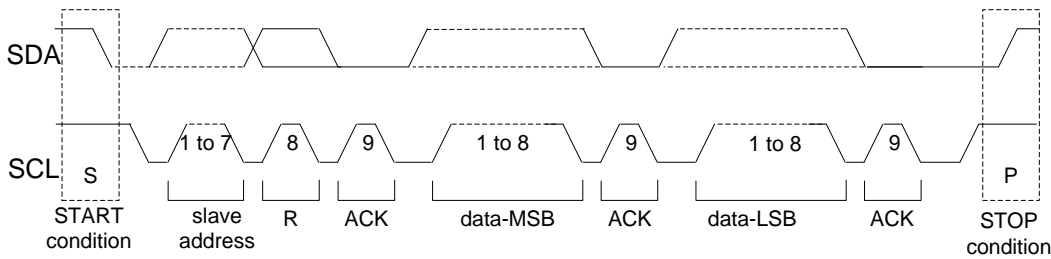 SDA
1 to 7 8 9 1 to 8 9 1 to 8 9
SCL S P
START condition
slave address
R
ACK
data-MSB
ACK
data-LSB
ACK
STOP condition